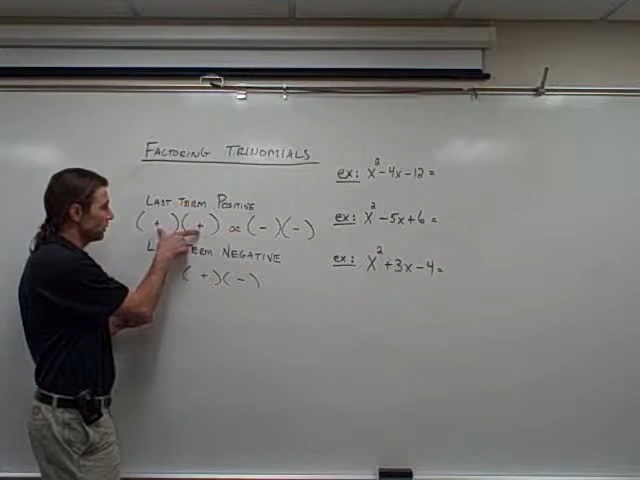 FACTORING TRINOMIALS
LAST TERM POSITIVE
( + )( + ) or ( - )( - )
L TERM NEGATIVE
( + )( - )
ex: x² - 4x - 12 =
ex: x² - 5x + 6 =
ex: x² + 3x - 4 =